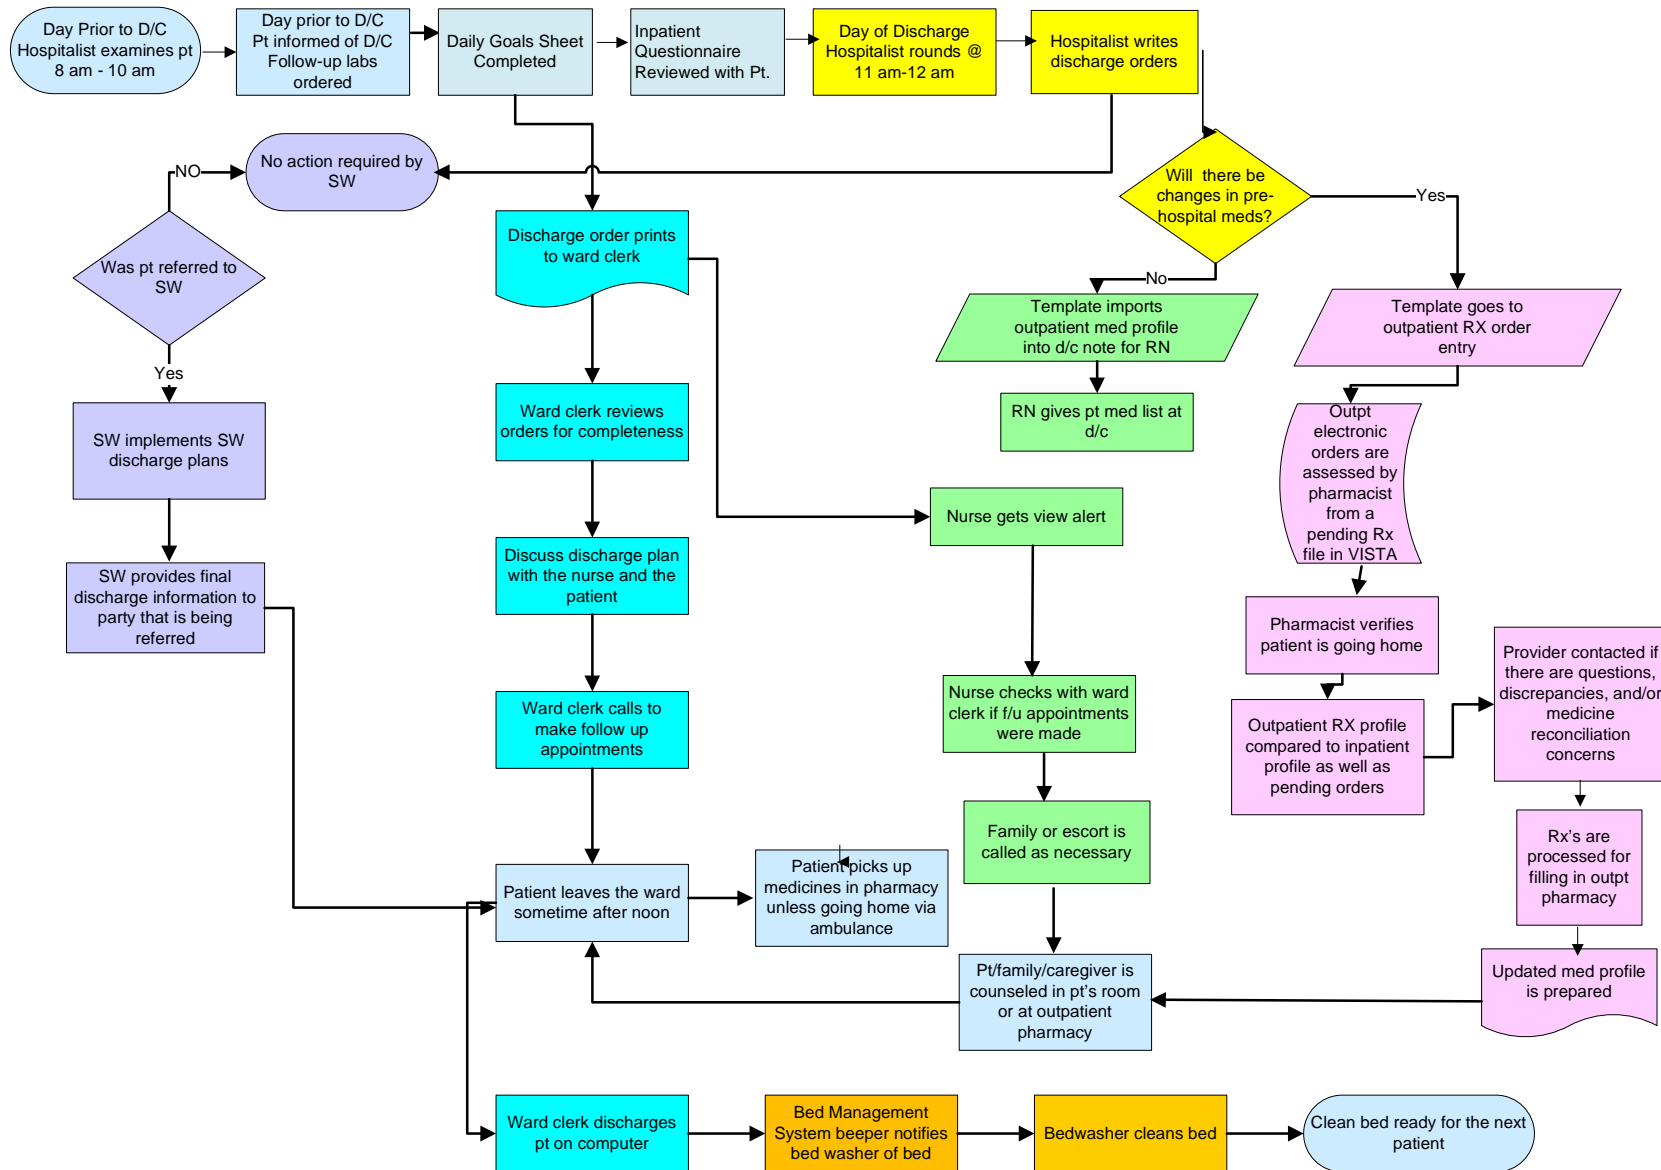 Day Prior to D/C
Hospitalist examines pt
8 am - 10 am
Day prior to D/C
Pt informed of D/C
Follow-up labs
ordered
Daily Goals Sheet
Completed
Inpatient
Questionnaire
Reviewed with Pt.
Day of Discharge
Hospitalist rounds @
11 am-12 am
Hospitalist writes
discharge orders
NO
No action required by
SW
Will  there be
changes in pre-
hospital meds?
Yes
No
Was pt referred to
SW
Yes
SW implements SW
discharge plans
SW provides final
discharge information to
party that is being
referred
Discharge order prints
to ward clerk
Ward clerk reviews
orders for completeness
Discuss discharge plan
with the nurse and the
patient
Ward clerk calls to
make follow up
appointments
Patient leaves the ward
sometime after noon
Patient picks up
medicines in pharmacy
unless going home via
ambulance
Template imports
outpatient med profile
into d/c note for RN
RN gives pt med list at
d/c
Nurse gets view alert
Nurse checks with ward
clerk if f/u appointments
were made
Family or escort is
called as necessary
Pt/family/caregiver is
counseled in pt's room
or at outpatient
pharmacy
Template goes to
outpatient RX order
entry
Outpt
electronic
orders are
assessed by
pharmacist
from a
pending Rx
file in VISTA
Pharmacist verifies
patient is going home
Outpatient RX profile
compared to inpatient
profile as well as
pending orders
Provider contacted if
there are questions,
discrepancies, and/or
medicine
reconciliation
concerns
Rx's are
processed for
filling in outpt
pharmacy
Updated med profile
is prepared
Ward clerk discharges
pt on computer
Bed Management
System beeper notifies
bed washer of bed
Bedwasher cleans bed
Clean bed ready for the next
patient